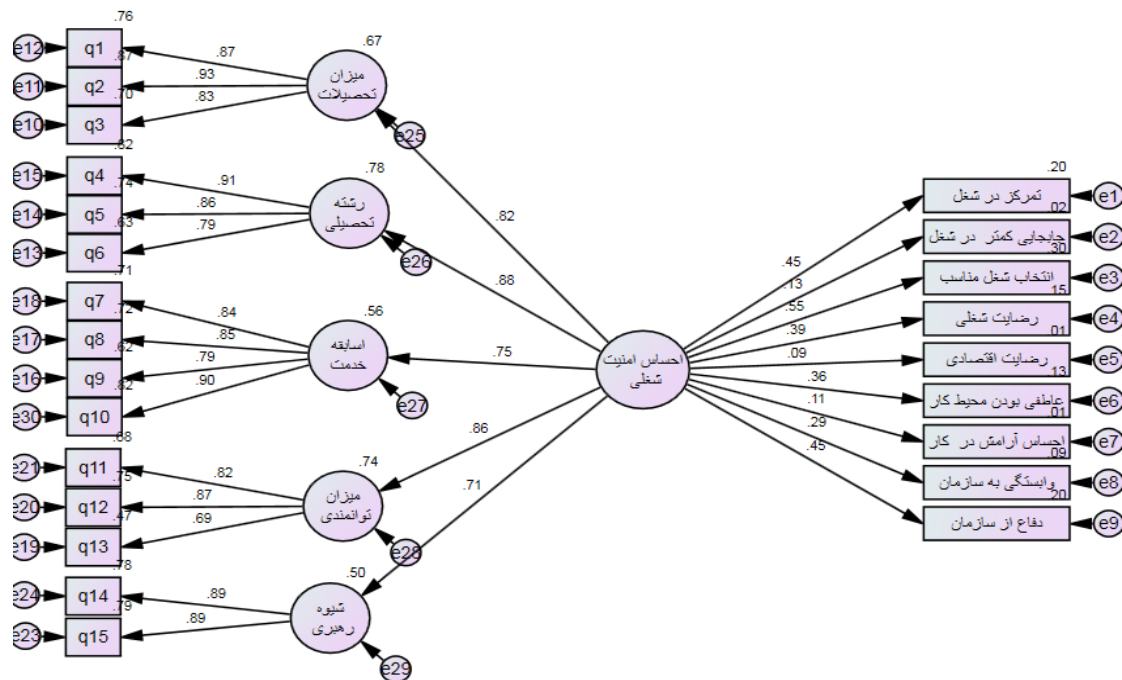 .76
e12
q1
.87
.87
e11
q2
.93
.70
e10
q3
.83
.67
میزان
تحصیلات
e25
.82
.82
e15
q4
.91
.74
e14
q5
.86
.63
e13
q6
.79
.78
رشته
تحصیلی
e26
.88
.71
e18
q7
.84
.72
e17
q8
.85
.62
e16
q9
.79
.82
e30
q10
.90
.56
اسابقه
خدمت
e27
.75
.68
e21
q11
.82
.75
e20
q12
.87
.47
e19
q13
.69
.74
میزان
توانمندی
e28
.86
.78
e24
q14
.89
.79
e23
q15
.89
.50
شیوه
رهبری
e29
.71
احساس امنیت
شغلی
.20
.45
تمرکز در شغل
e1
.02
.13
جابجایی کمتر در شغل
e2
.30
.55
انتخاب شغل مناسب
e3
.15
.39
رضایت شغلی
e4
.01
.09
رضایت اقتصادی
e5
.13
.36
عاطفی بودن محیط کار
e6
.01
.11
احساس آرامش در کار
e7
.09
.29
وابستگی به سازمان
e8
.20
.45
دفاع از سازمان
e9